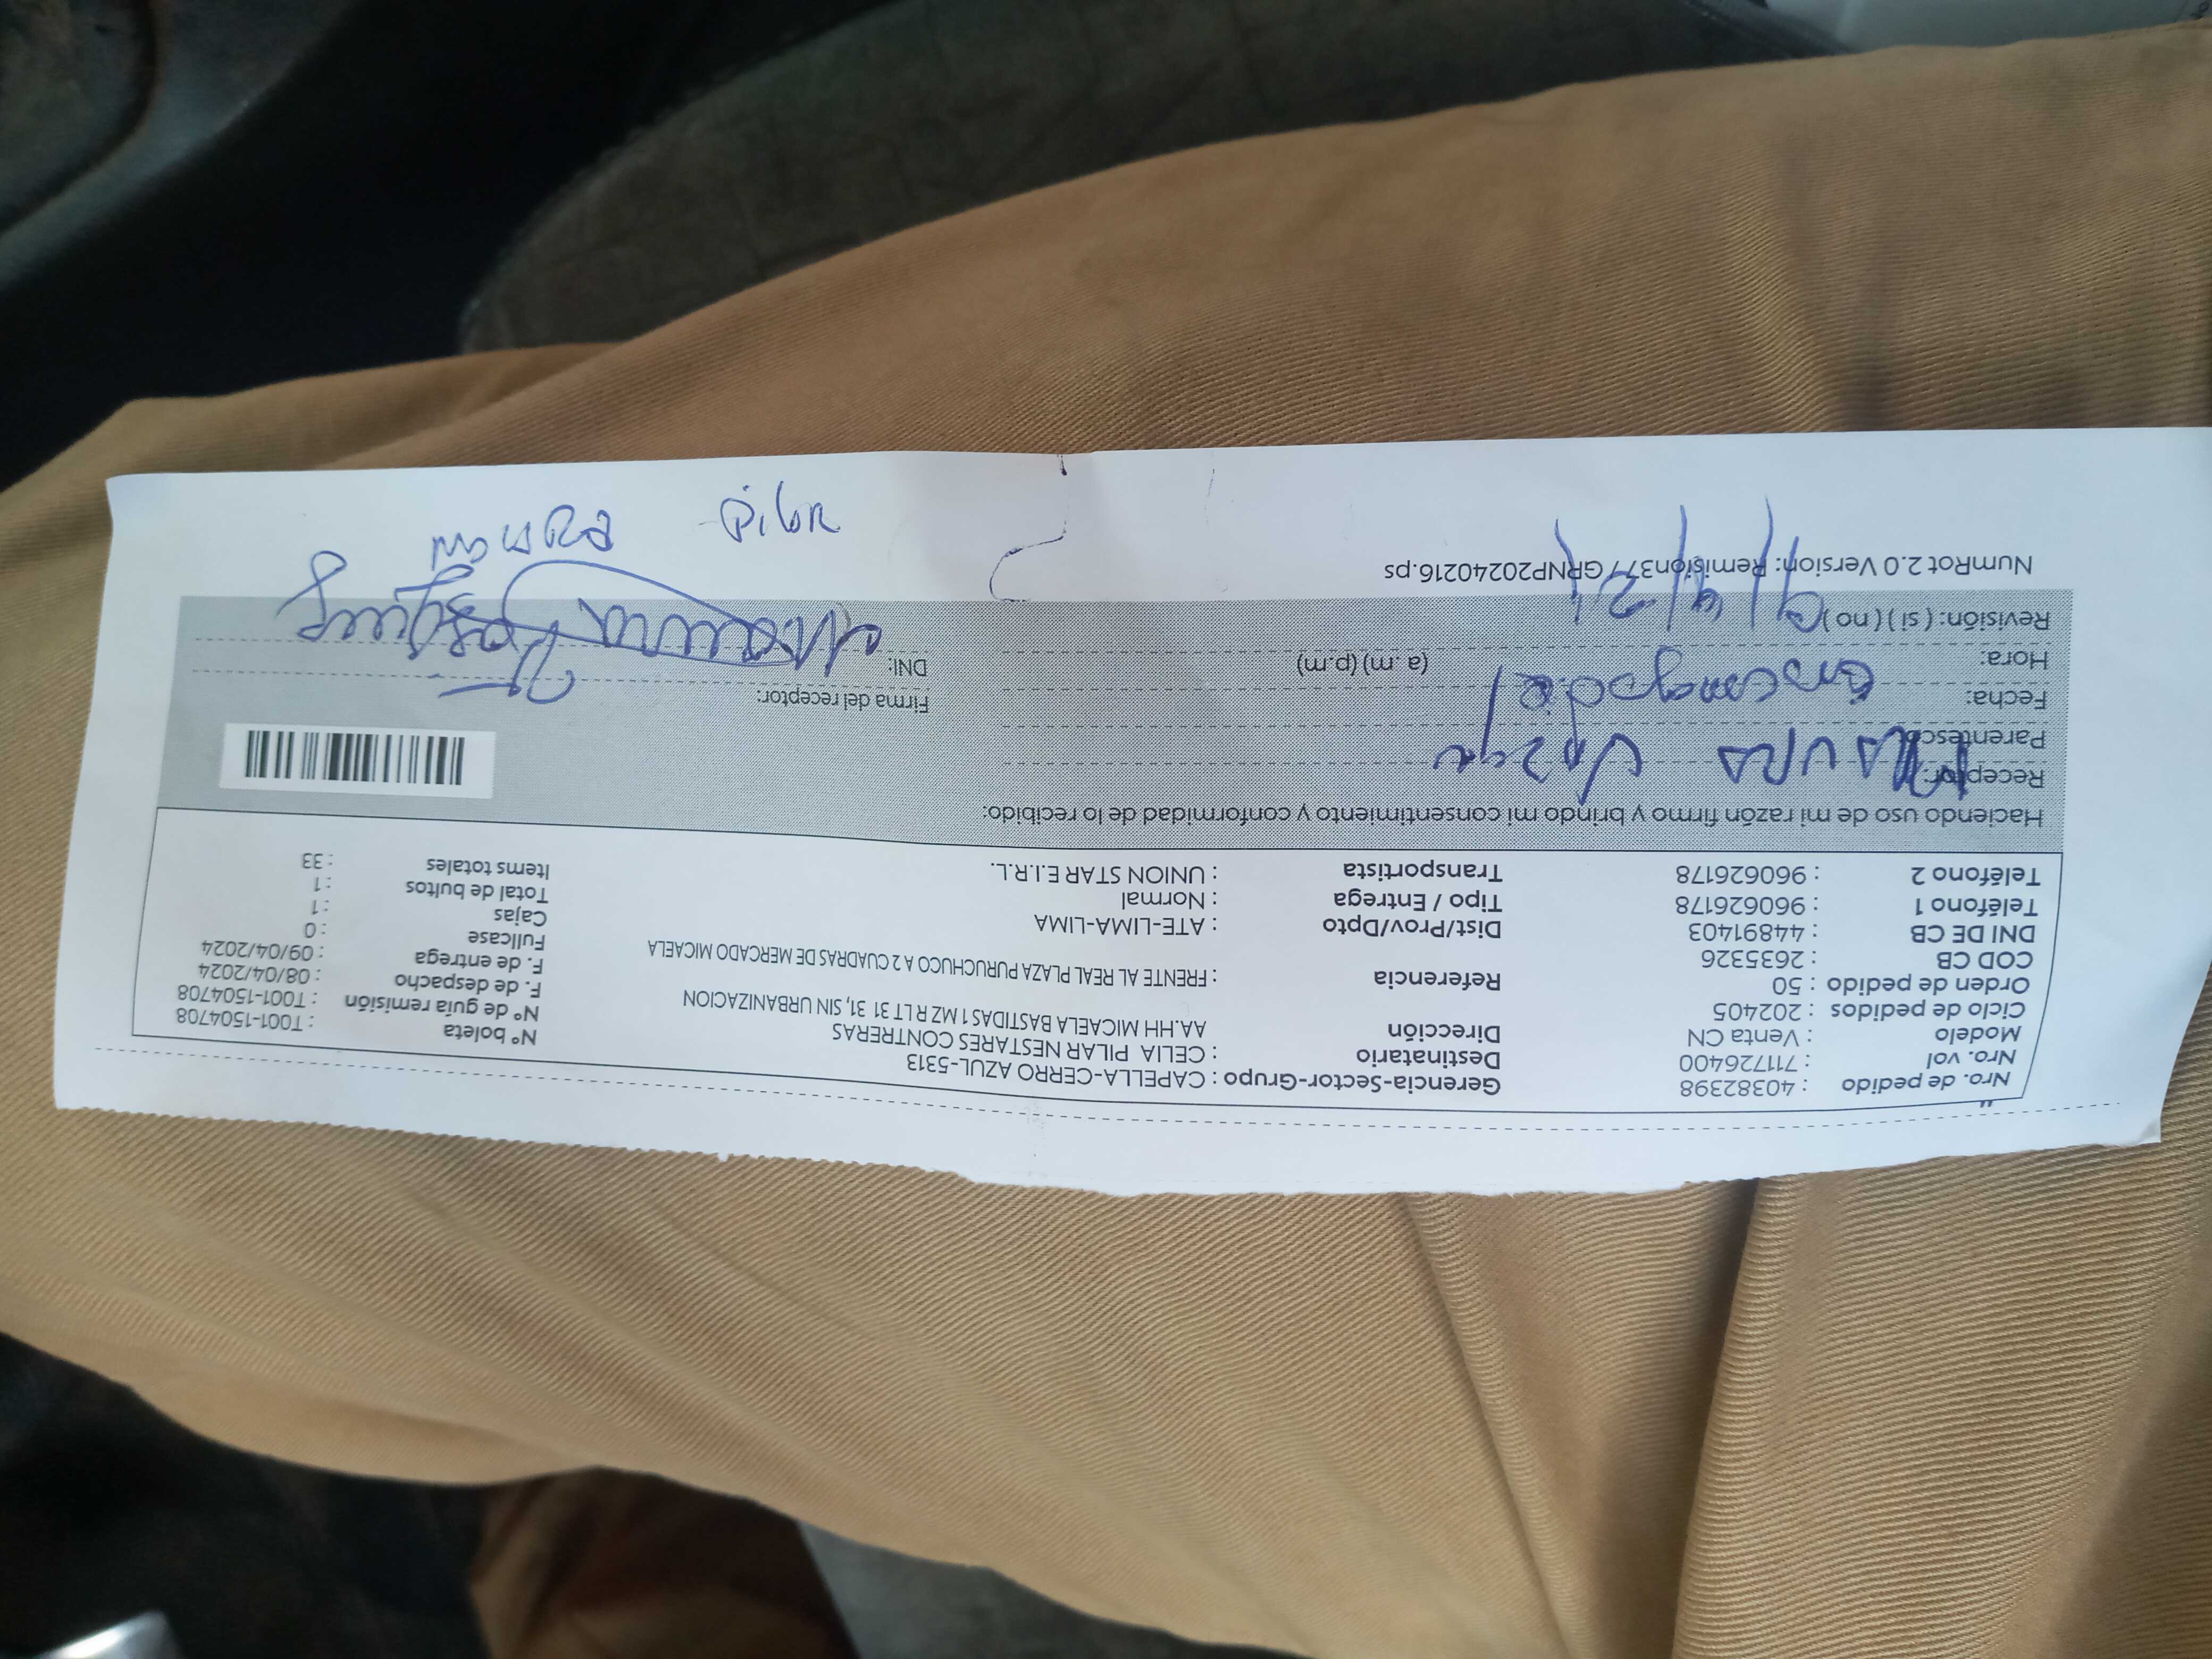 Nro. de pedido : 40382398 Gerencia-Sector-Grupo : CAPELLA-CERRO AZUL-5313 Nº boleta : T001-1504708
Nro. vol : 711726400 Destinatario : CELIA PILAR NESTARES CONTRERAS Nº de guía remisión : T001-1504708
Modelo : Venta CN Dirección AA.HH MICAELA BASTIDAS 1 MZ R LT 31 31, SIN URBANIZACION F. de despacho : 08/04/2024
Ciclo de pedidos : 202405 F. de entrega : 09/04/2024
Orden de pedido : 50 Referencia : FRENTE AL REAL PLAZA PURUCHUCO A 2 CUADRAS DE MERCADO MICAELA Fullcase : 0
COD CB : 2635326 Cajas : 1
DNI DE CB : 44891403 Dist/Prov/Dpto : ATE-LIMA-LIMA Total de bultos : 1
Teléfono 1 : 960626178 Tipo / Entrega : Normal Items totales : 33
Teléfono 2 : 960626178 Transportista : UNION STAR E.I.R.L.
Haciendo uso de mi razón firmo y brindo mi consentimiento y conformidad de lo recibido:
Receptor: MAURA
Parentesco
Fecha: Firma del receptor:
Hora: (a .m) (p.m) DNI:
Revisión: ( si ) ( no ) 9/4/24
Maura
NumRot 2.0 Version: Remision377GRNP20240216.ps
Pilar MAURA